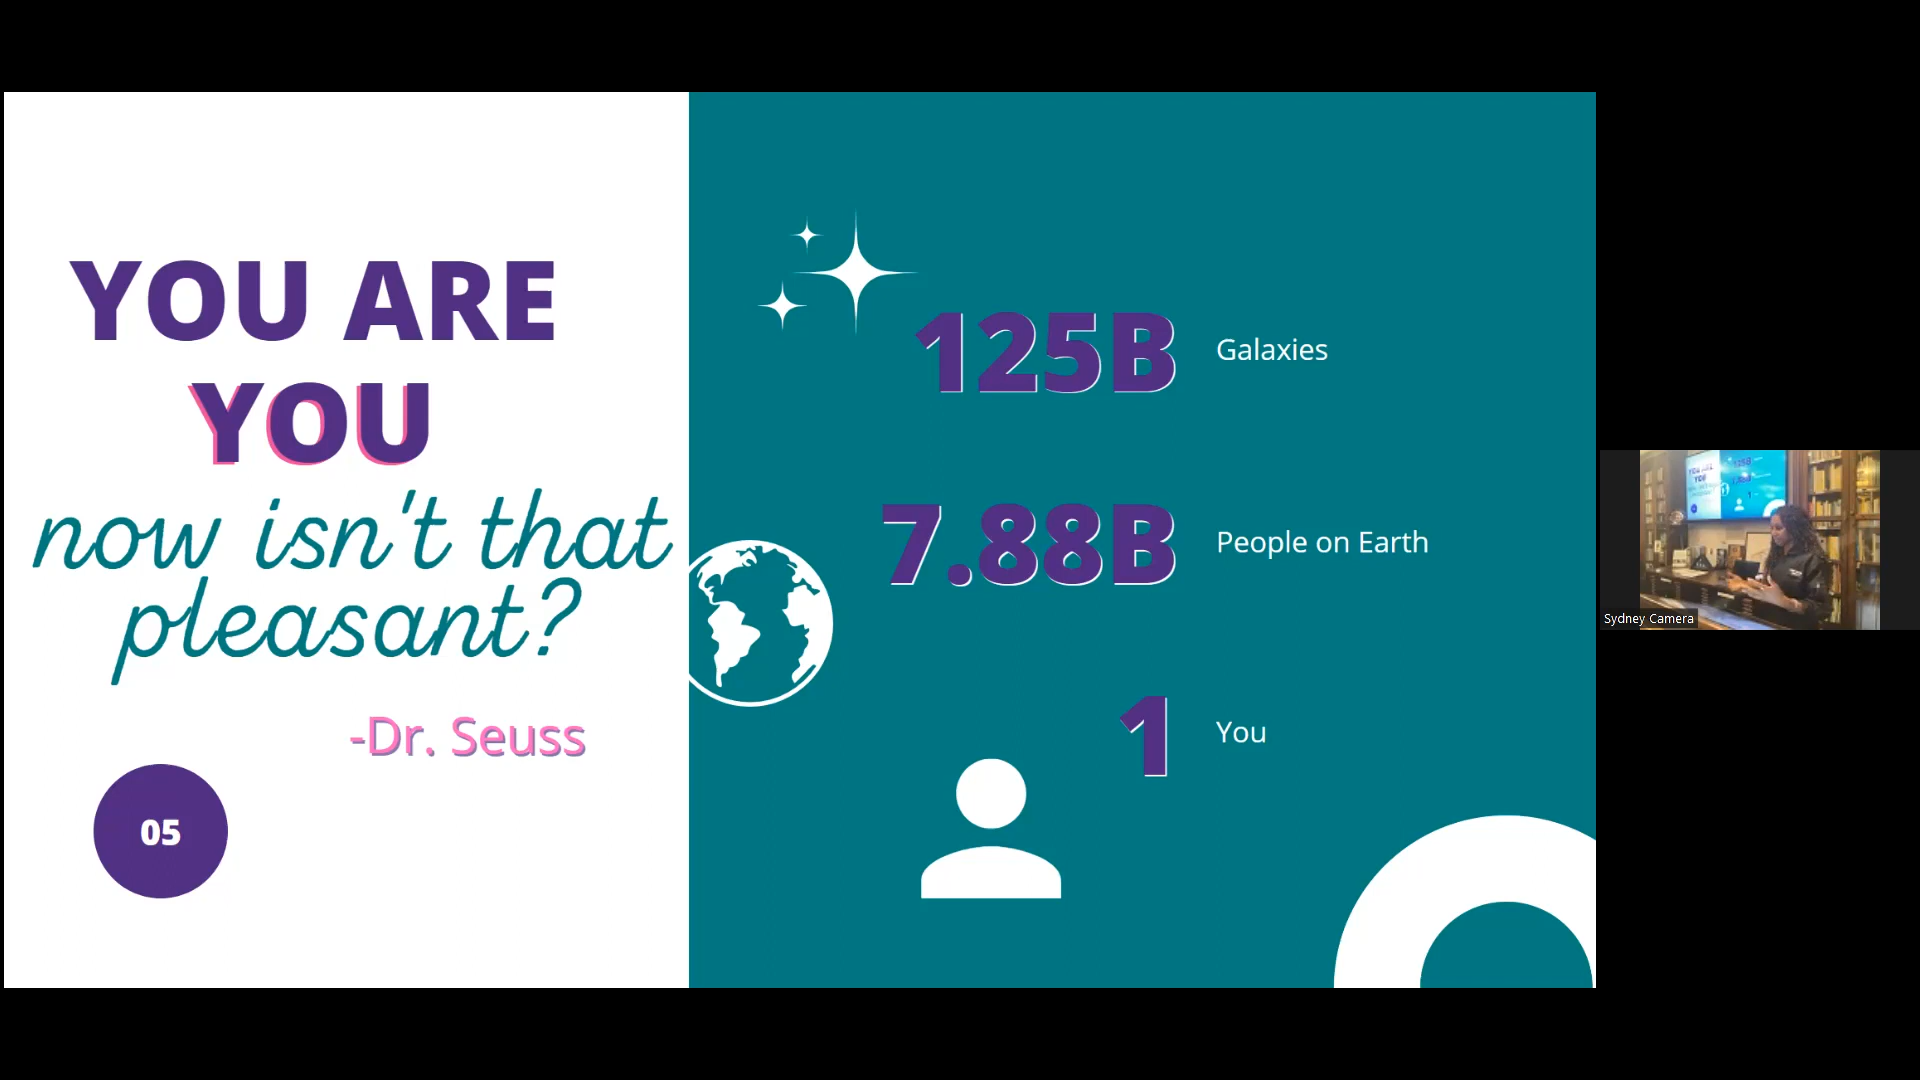 YOU ARE
YOU
now isn't that
pleasant?
-Dr. Seuss
05
125B Galaxies
7.88B People on Earth
1 You
Sydney Camera